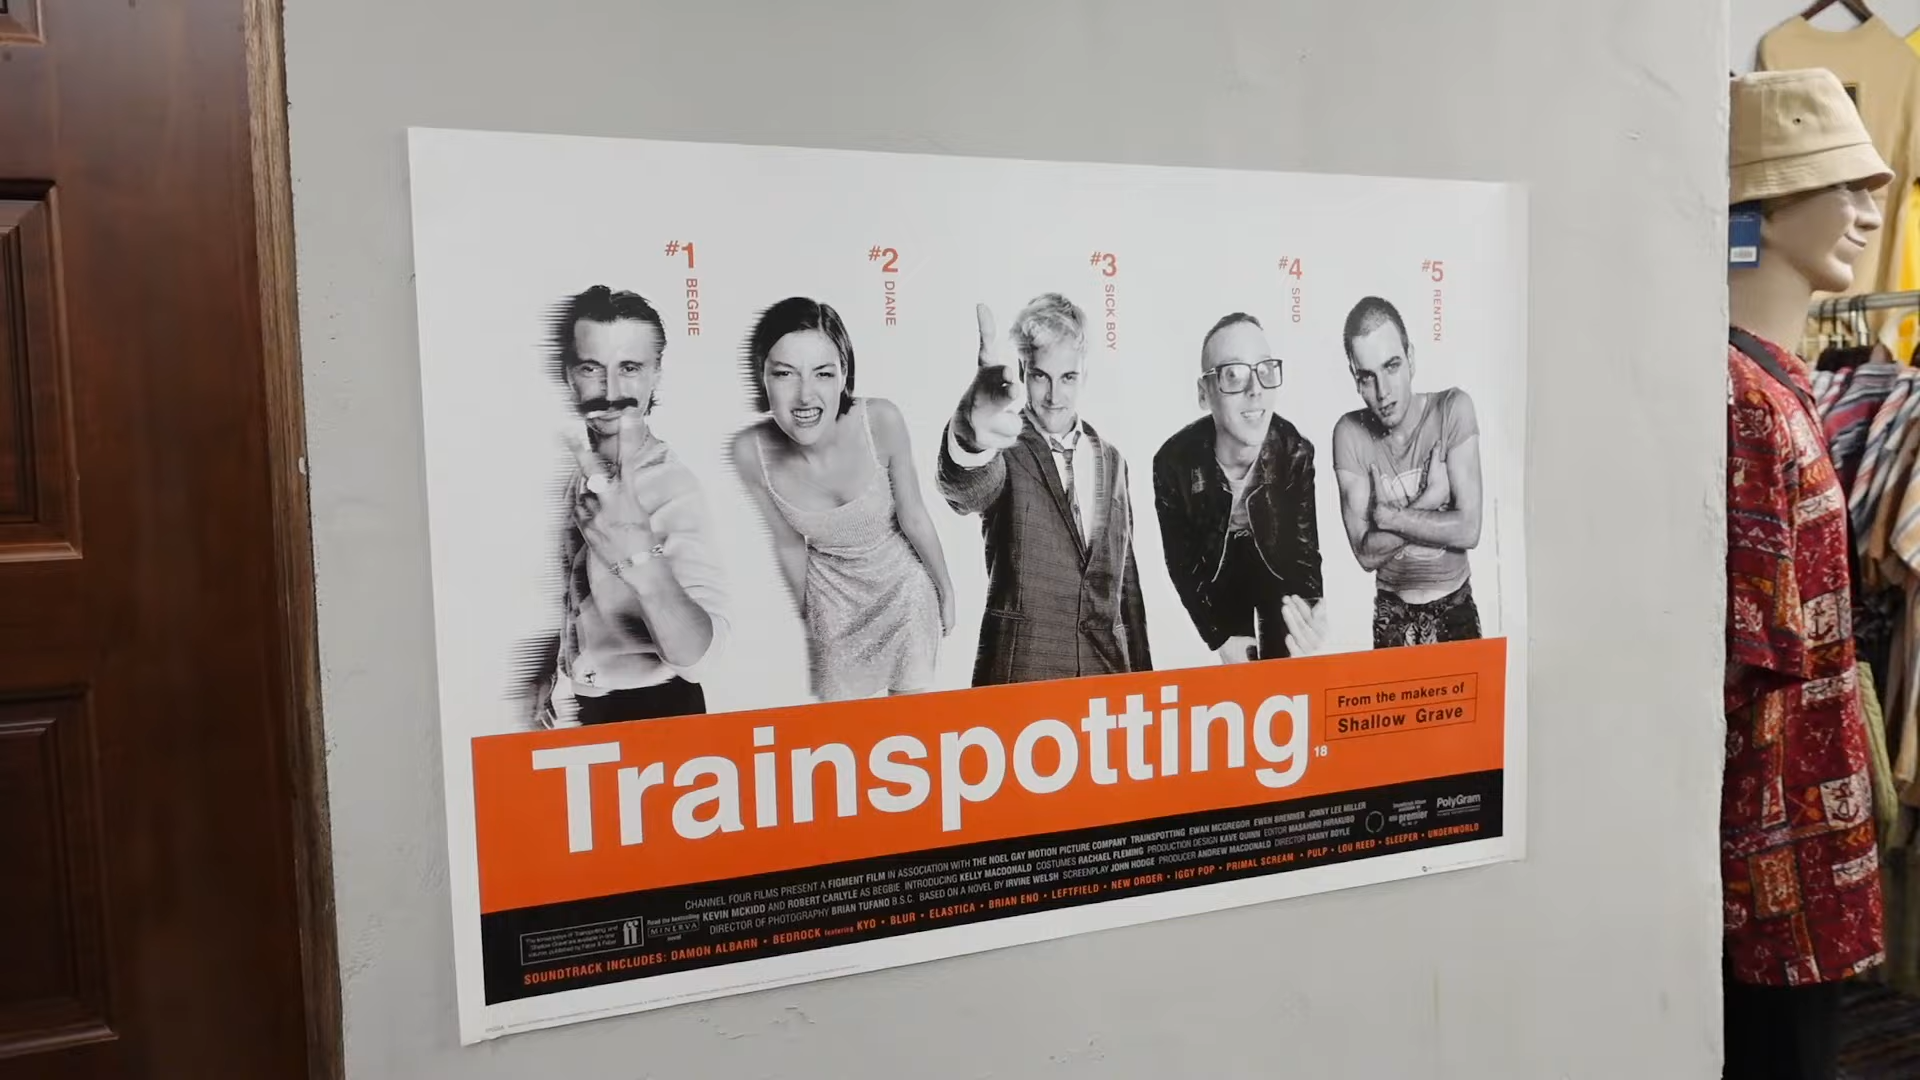 #1 BEGBIE
#2 DIANE
#3 SICK BOY
#4 SPUD
#5 RENTON
Trainspotting
18
From the makers of
Shallow Grave
CHANNEL FOUR FILMS PRESENT A FIGMENT FILM IN ASSOCIATION WITH THE NOEL GAY MOTION PICTURE COMPANY TRAINSPOTTING EWAN MCGREGOR EWEN BREMNER JONNY LEE MILLER
KEVIN MCKIDD AND ROBERT CARLYLE AS BEGBIE INTRODUCING KELLY MACDONALD COSTUMES RACHAEL FLEMING PRODUCTION DESIGN KAVE QUINN EDITOR MASAHIRO HIRAKUBO
DIRECTOR OF PHOTOGRAPHY BRIAN TUFANO B.S.C. BASED ON A NOVEL BY IRVINE WELSH SCREENPLAY JOHN HODGE PRODUCER ANDREW MACDONALD DIRECTOR DANNY BOYLE
ff
Read the bestselling
MINERVA
novel
premier
PolyGram
SOUNDTRACK INCLUDES: DAMON ALBARN • BEDROCK featuring KYO • BLUR • ELASTICA • BRIAN ENO • LEFTFIELD • NEW ORDER • IGGY POP • PRIMAL SCREAM • PULP • LOU REED • SLEEPER • UNDERWORLD